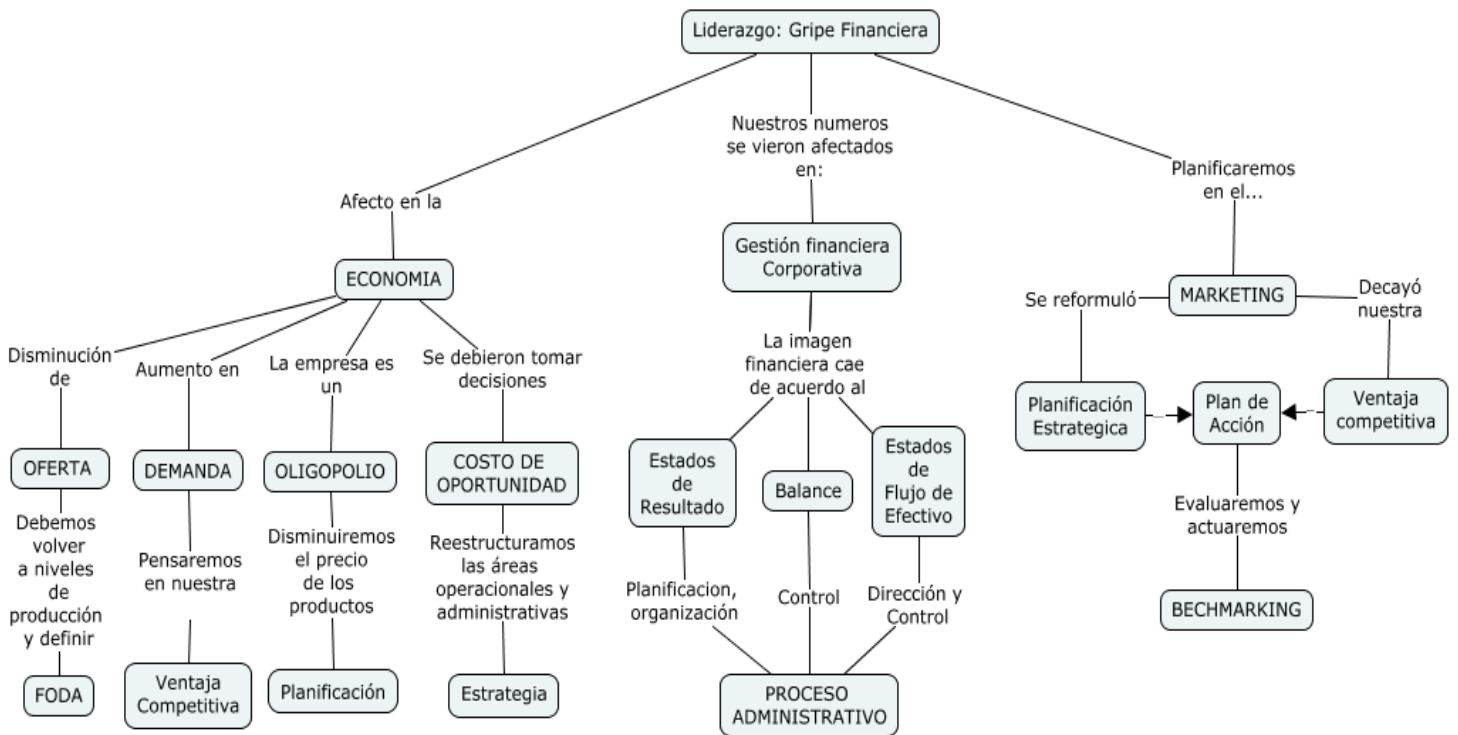 Liderazgo: Gripe Financiera
Afecto en la
ECONOMIA
Disminución
de
OFERTA
Debemos
volver
a niveles
de
producción
y definir
FODA
Aumento en
DEMANDA
Pensaremos
en nuestra
Ventaja
Competitiva
La empresa es
un
OLIGOPOLIO
Disminuiremos
el precio
de los
productos
Planificación
Se debieron tomar
decisiones
COSTO DE
OPORTUNIDAD
Reestructuramos
las áreas
operacionales y
administrativas
Estrategia
Nuestros numeros
se vieron afectados
en:
Gestión financiera
Corporativa
La imagen
financiera cae
de acuerdo al
Estados
de
Resultado
Planificacion,
organización
Balance
Control
Estados
de
Flujo de
Efectivo
Dirección y
Control
PROCESO
ADMINISTRATIVO
Planificaremos
en el...
MARKETING
Se reformuló
Planificación
Estrategica
Decayó
nuestra
Ventaja
competitiva
Plan de
Acción
Evaluaremos y
actuaremos
BECHMARKING